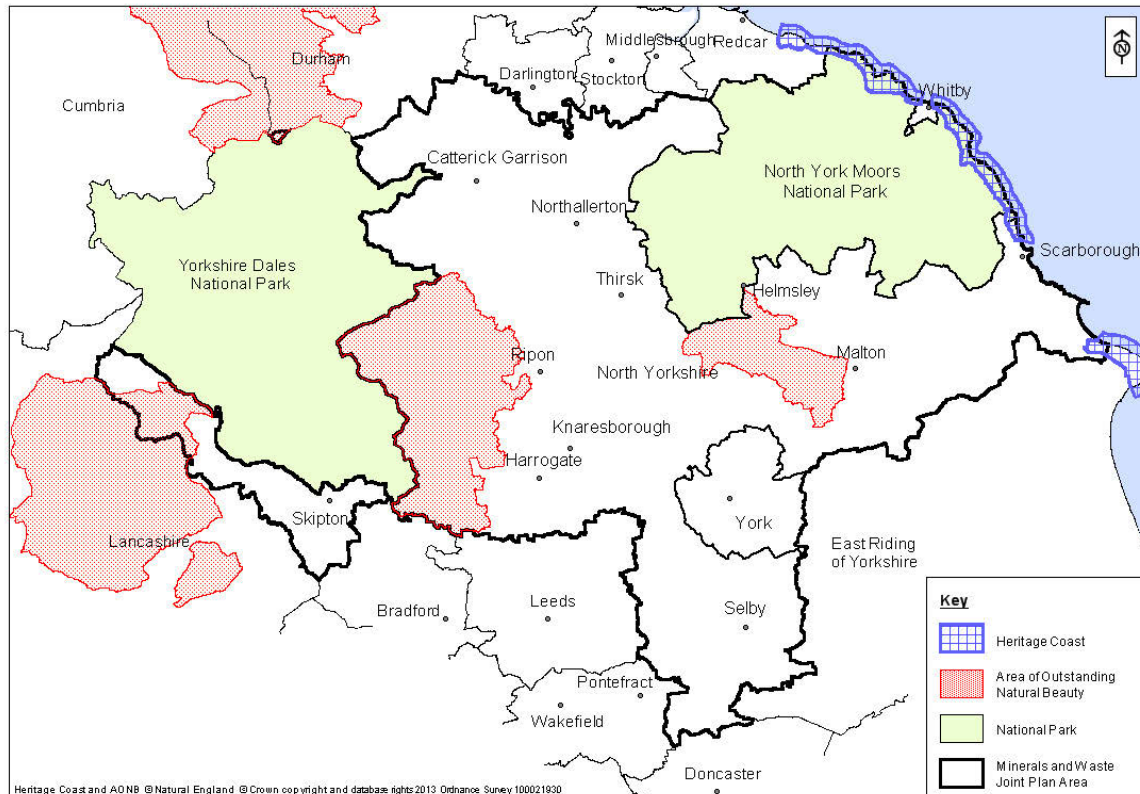 Redcar
Middlesbrough
Durham
Darlington
Stockton
Cumbria
Whitby
N
Catterick Garrison
North York Moors
National Park
Northallerton
Scarborough
Yorkshire Dales
National Park
Thirsk
Helmsley
Ripon
North Yorkshire
Malton
Knaresborough
Harrogate
Skipton
York
Lancashire
East Riding
of Yorkshire
Bradford
Leeds
Selby
Pontefract
Wakefield
Doncaster
Key
Heritage Coast
Area of Outstanding
Natural Beauty
National Park
Minerals and Waste
Joint Plan Area
Heritage Coast and AONB © Natural England © Crown copyright and database rights 2013 Ordnance Survey 100021930